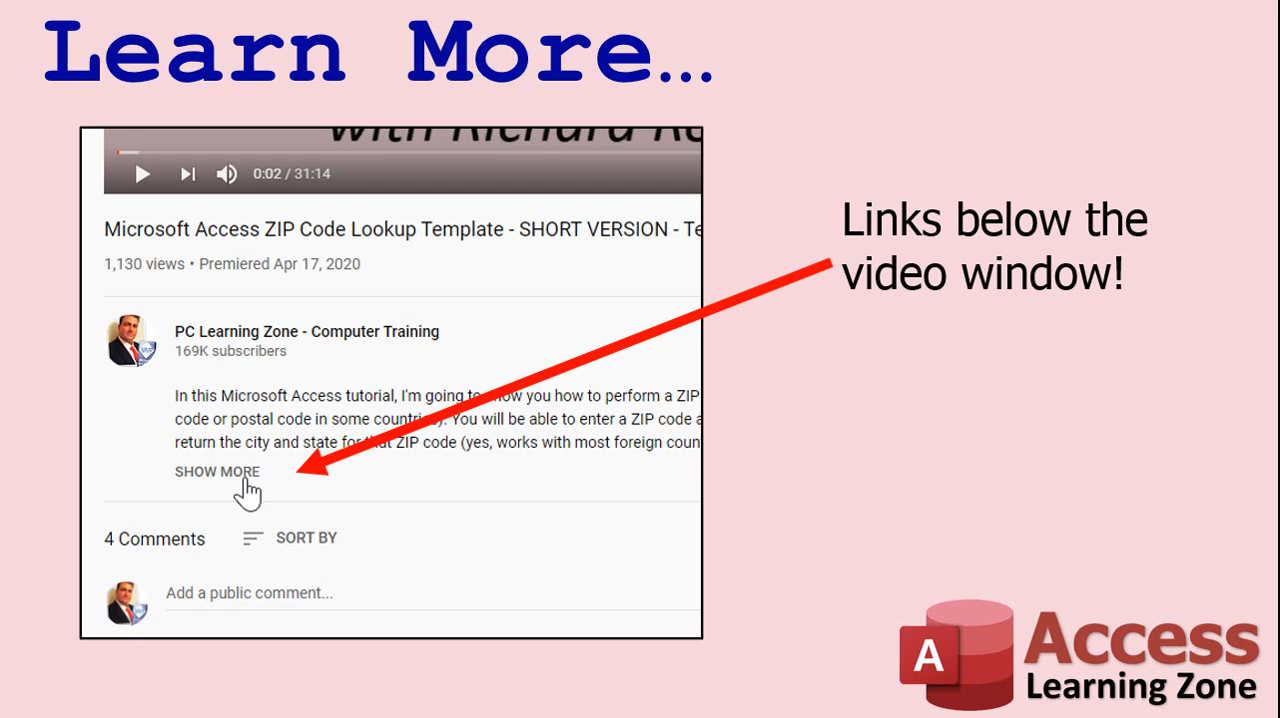 Learn More...
with Richard
0:02 / 31:14
Microsoft Access ZIP Code Lookup Template - SHORT VERSION -
1,130 views • Premiered Apr 17, 2020
PC Learning Zone - Computer Training
169K subscribers
In this Microsoft Access tutorial, I'm going to show you how to perform a ZIP
code or postal code in some countries). You will be able to enter a ZIP code
return the city and state for that ZIP code (yes, works with most foreign
SHOW MORE
4 Comments SORT BY
Add a public comment...
Links below the
video window!
A
Access
Learning Zone